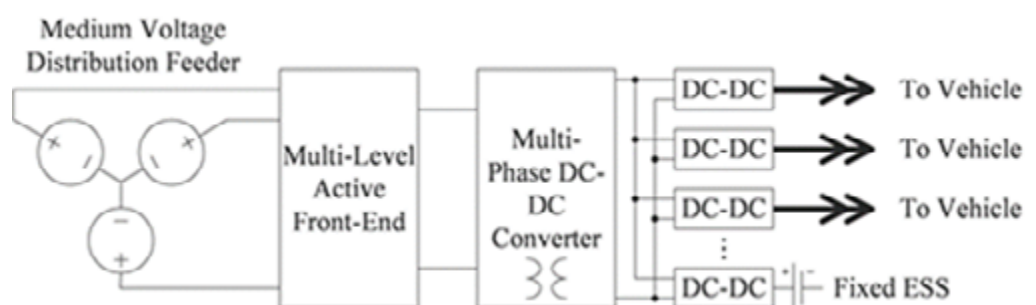 Medium Voltage
Distribution Feeder
Multi-Level
Active
Front-End
Multi-
Phase DC-
DC
Converter
DC-DC
To Vehicle
DC-DC
To Vehicle
DC-DC
To Vehicle
DC-DC
Fixed ESS